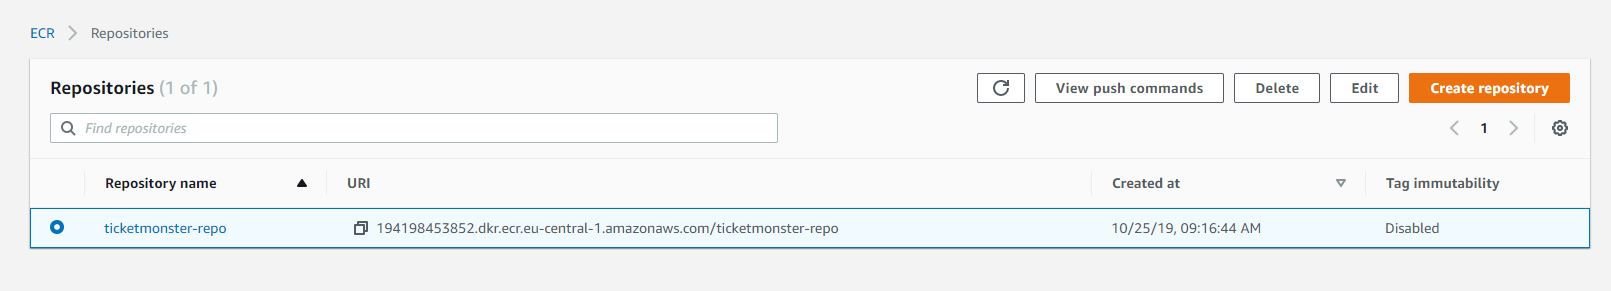 ECR > Repositories
Repositories (1 of 1) View push commands Delete Edit Create repository
Find repositories 1
Repository name URI Created at Tag immutability
ticketmonster-repo 194198453852.dkr.ecr.eu-central-1.amazonaws.com/ticketmonster-repo 10/25/19, 09:16:44 AM Disabled